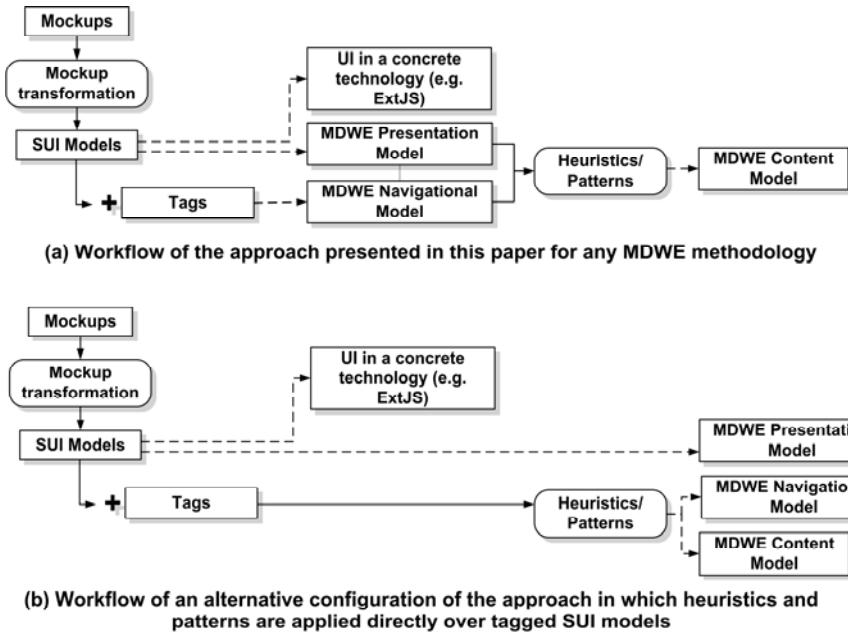 Mockups
Mockup
transformation
SUI Models
+
Tags
UI in a concrete
technology (e.g.
ExtJS)
MDWE Presentation
Model
MDWE Navigational
Model
Heuristics/
Patterns
MDWE Content
Model
(a) Workflow of the approach presented in this paper for any MDWE methodology
Mockups
Mockup
transformation
SUI Models
+
Tags
UI in a concrete
technology (e.g.
ExtJS)
Heuristics/
Patterns
MDWE Presentati
Model
MDWE Navigatio
Model
MDWE Content
Model
(b) Workflow of an alternative configuration of the approach in which heuristics and
patterns are applied directly over tagged SUI models